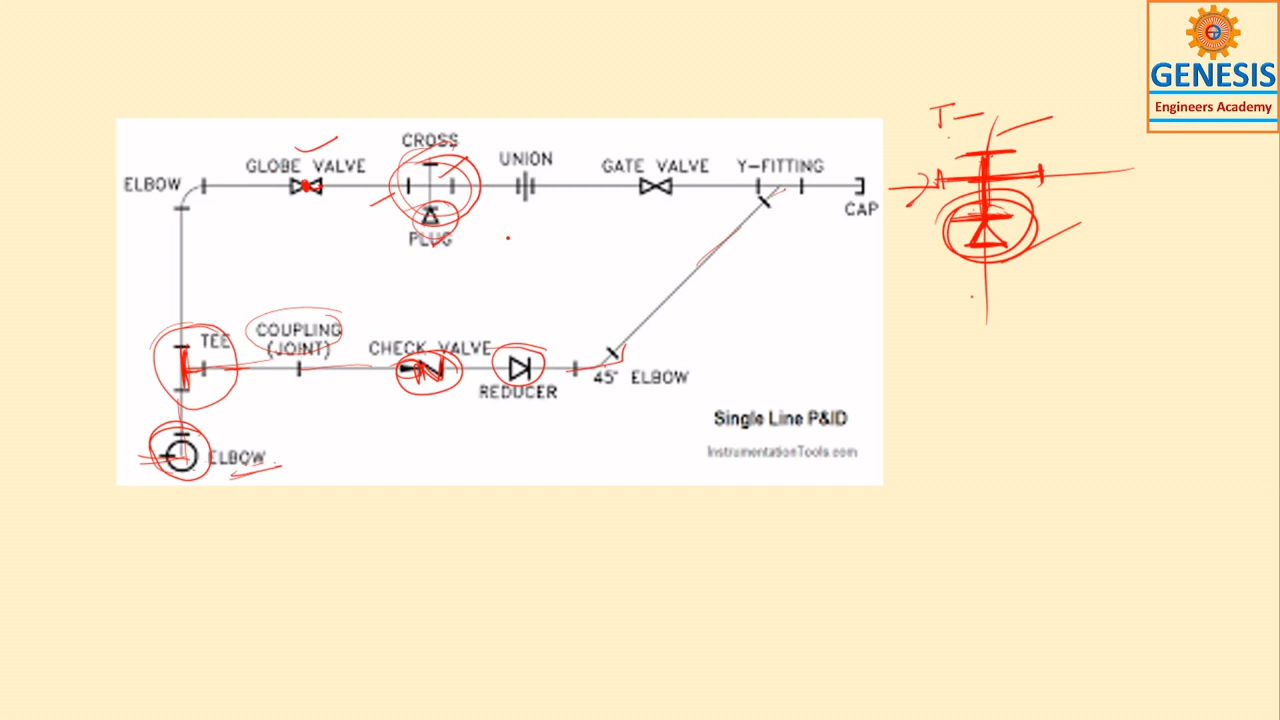 GENESIS
Engineers Academy
T-
CROSS
GLOBE VALVE
UNION
GATE VALVE
Y-FITTING
ELBOW
CAP
PLUG
TEE
COUPLING
(JOINT)
CHECK VALVE
REDUCER
45° ELBOW
Single Line P&ID
InstrumentationTools.com
ELBOW